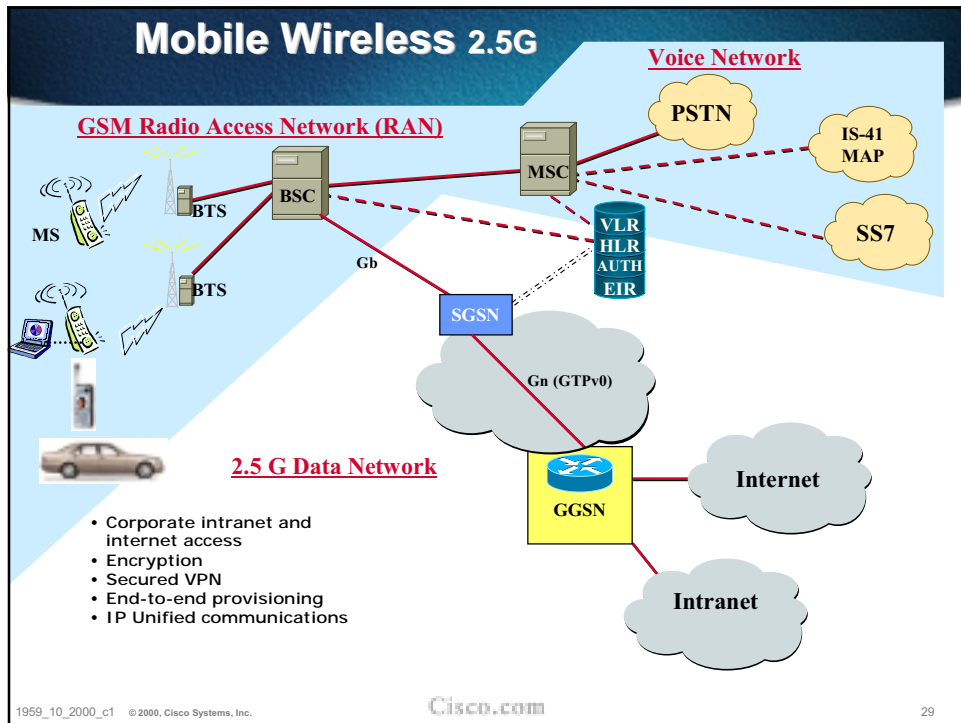 Mobile Wireless 2.5G
Voice Network
GSM Radio Access Network (RAN)
PSTN
IS-41
MAP
SS7
MSC
BSC
BTS
MS
BTS
VLR
HLR
AUTH
EIR
Gb
SGSN
Gn (GTPv0)
2.5 G Data Network
GGSN
Internet
Intranet
• Corporate intranet and
internet access
• Encryption
• Secured VPN
• End-to-end provisioning
• IP Unified communications
1959_10_2000_c1 © 2000, Cisco Systems, Inc.
Cisco.com
29